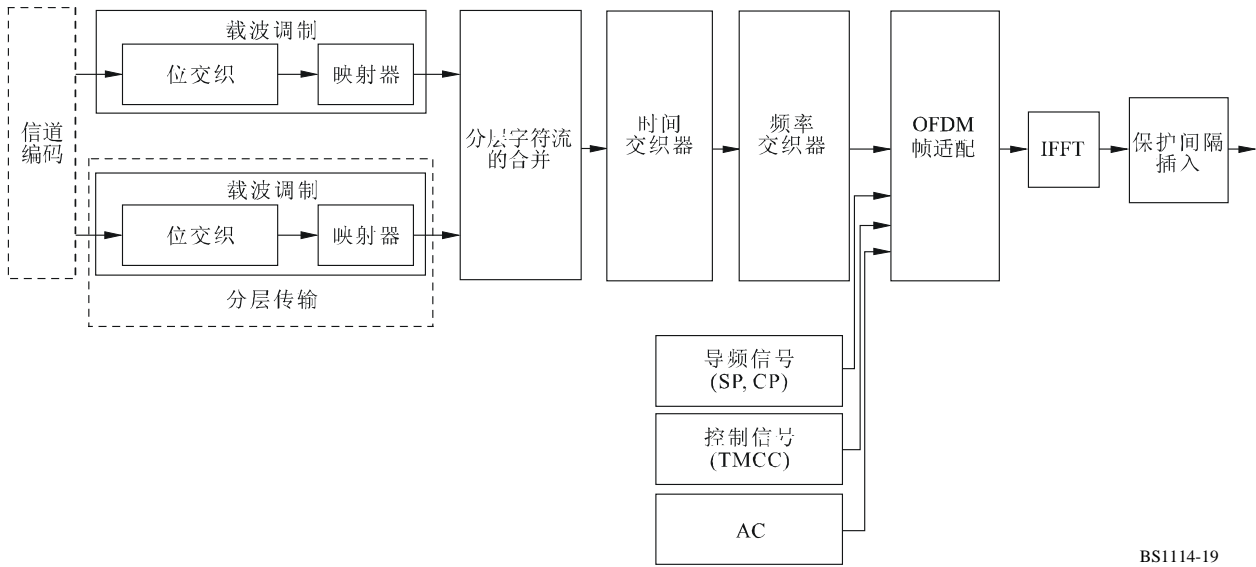 载波调制
位交织
映射器
信道
编码
分层字符流
的合并
时间
交织器
频率
交织器
OFDM
帧适配
IFFT
保护间隔
插入
载波调制
位交织
映射器
分层传输
导频信号
(SP, CP)
控制信号
(TMCC)
AC
BS1114-19